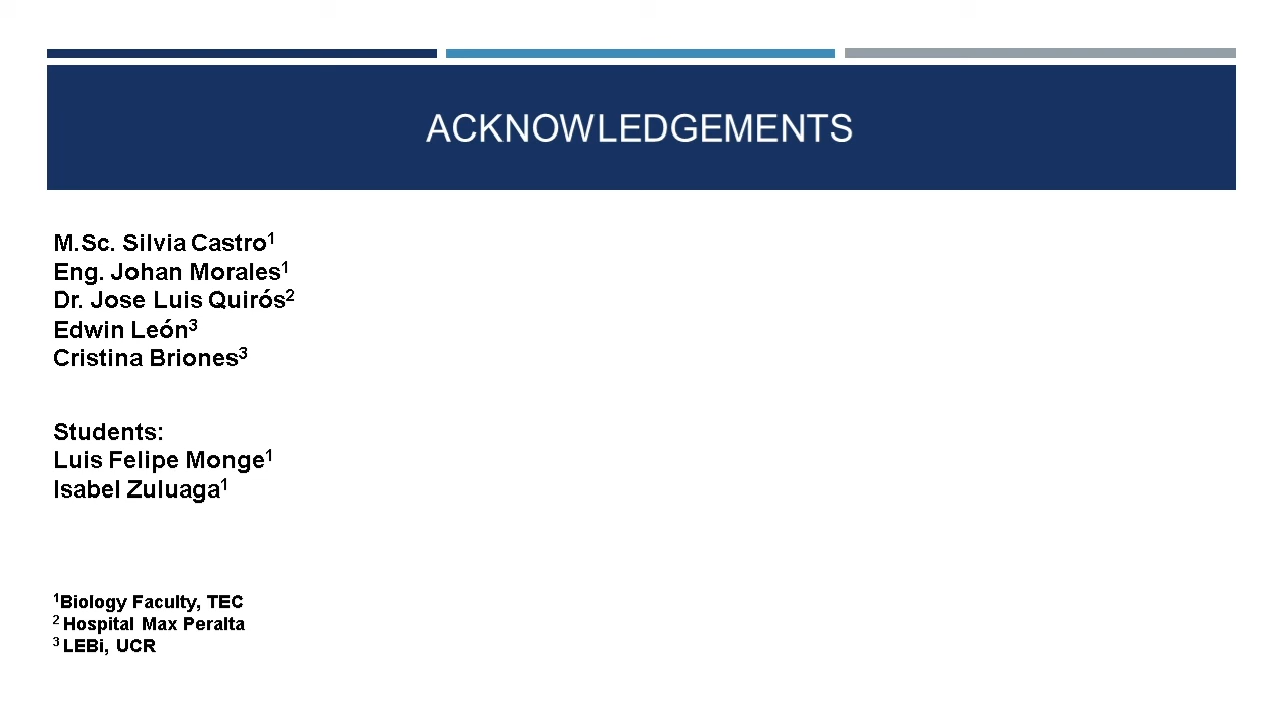 ACKNOWLEDGEMENTS
M.Sc. Silvia Castro¹
Eng. Johan Morales¹
Dr. Jose Luis Quirós²
Edwin León³
Cristina Briones³
Students:
Luis Felipe Monge¹
Isabel Zuluaga¹
¹Biology Faculty, TEC
² Hospital Max Peralta
³ LEBi, UCR